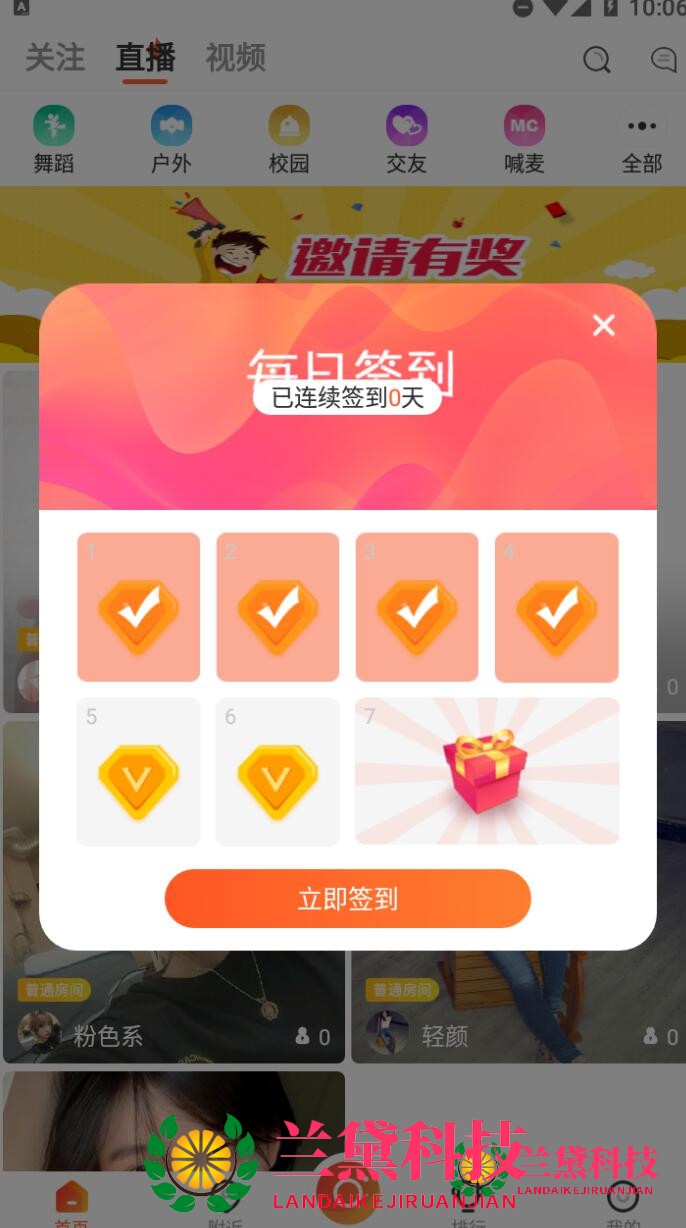 10:06
关注 直播 视频
舞蹈 户外 校园 交友 MC 喊麦 全部
邀请有奖
每日签到
已连续签到0天
1 2 3 4
0
5 6 7
立即签到
普通房间 普通房间
粉色系 0 轻颜 0
兰黛科技 兰黛科技
LANDAIKEJIRUANJIAN LANDAIKEJIRUANJIAN
首页 附近 排行 我的